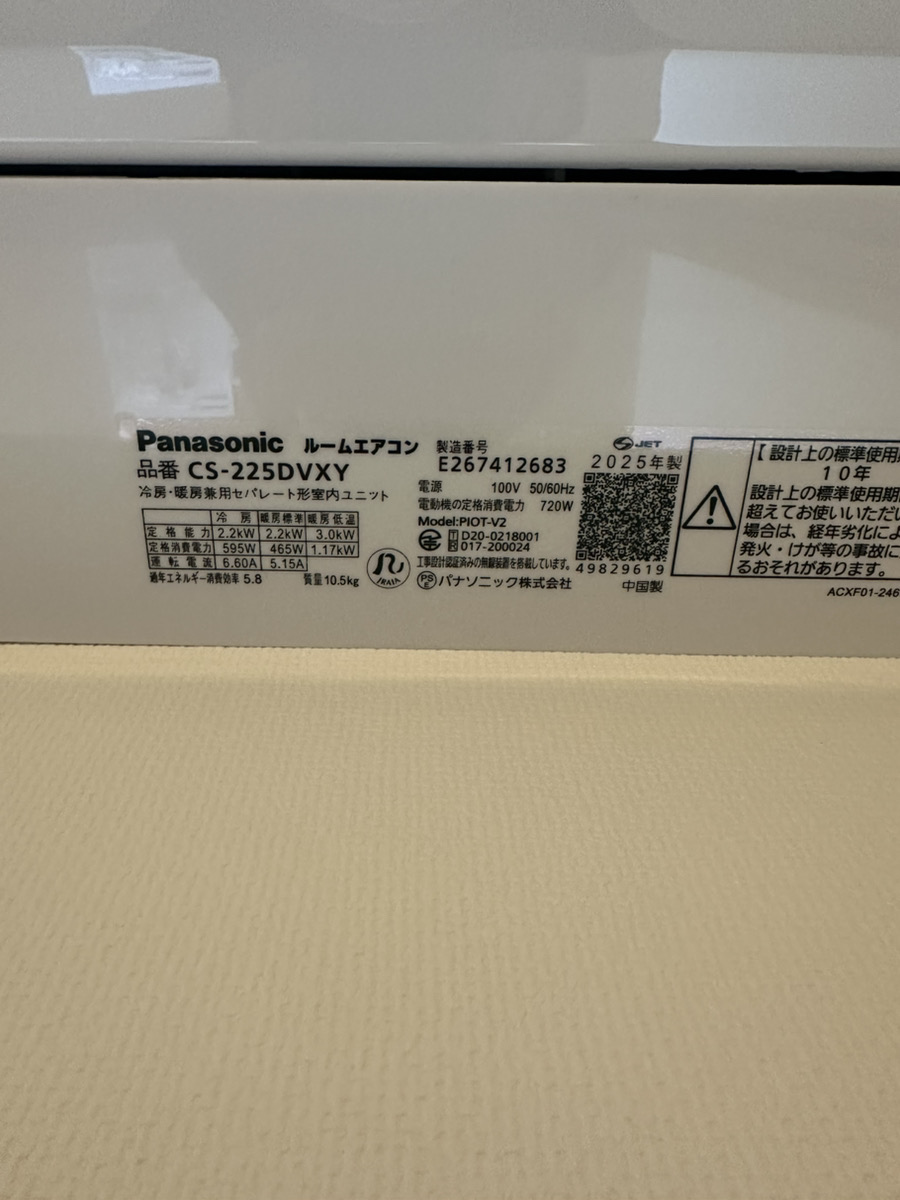 Panasonic ルームエアコン
品番 CS-225DVXY
冷房・暖房兼用セパレート形室内ユニット
冷 房 暖房標準 暖房低温
定 格 能 力 2.2kW 2.2kW 3.0kW
定格消費電力 595W 465W 1.17kW
運 転 電 流 6.60A 5.15A
通年エネルギー消費効率 5.8 質量 10.5kg
JRAIA
製造番号
E267412683
電源 100V 50/60Hz
電動機の定格消費電力 720W
Model:PIOT-V2
T D20-0218001
R 017-200024
工事設計認証済みの無線装置を搭載しています。
PSE パナソニック株式会社
S JET
2025年製
49829619
中国製
【設計上の標準使用期
10年
設計上の標準使用期
超えてお使いいただい
場合は、経年劣化によ
発火・けが等の事故に
るおそれがあります。
ACXF01-246